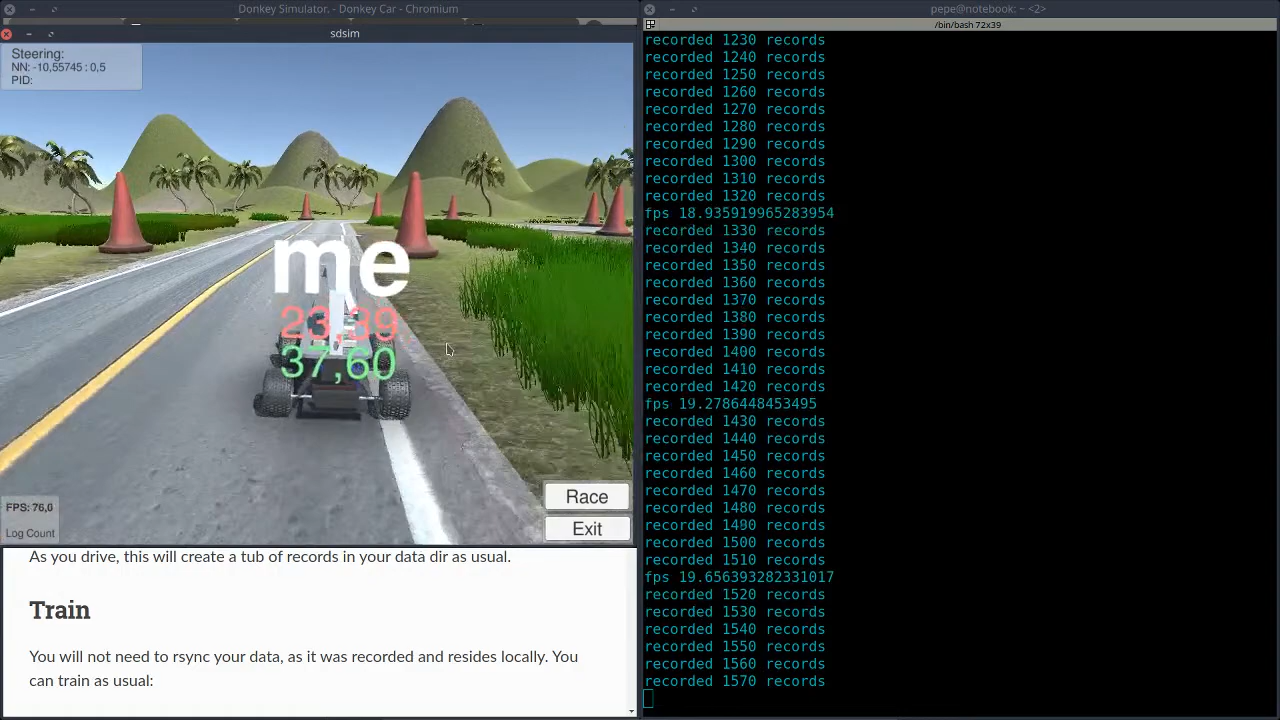 Donkey Simulator. - Donkey Car - Chromium
sdsim
Steering:
NN: -10,55745 : 0,5
PID:
me
23,39
37,60
Race
FPS: 76,0
Exit
Log Count
As you drive, this will create a tub of records in your data dir as usual.
Train
You will not need to rsync your data, as it was recorded and resides locally. You
can train as usual:
pepe@notebook: ~ <2>
/bin/bash 72x39
recorded 1230 records
recorded 1240 records
recorded 1250 records
recorded 1260 records
recorded 1270 records
recorded 1280 records
recorded 1290 records
recorded 1300 records
recorded 1310 records
recorded 1320 records
fps 18.935919965283954
recorded 1330 records
recorded 1340 records
recorded 1350 records
recorded 1360 records
recorded 1370 records
recorded 1380 records
recorded 1390 records
recorded 1400 records
recorded 1410 records
recorded 1420 records
fps 19.2786448453495
recorded 1430 records
recorded 1440 records
recorded 1450 records
recorded 1460 records
recorded 1470 records
recorded 1480 records
recorded 1490 records
recorded 1500 records
recorded 1510 records
fps 19.656393282331017
recorded 1520 records
recorded 1530 records
recorded 1540 records
recorded 1550 records
recorded 1560 records
recorded 1570 records